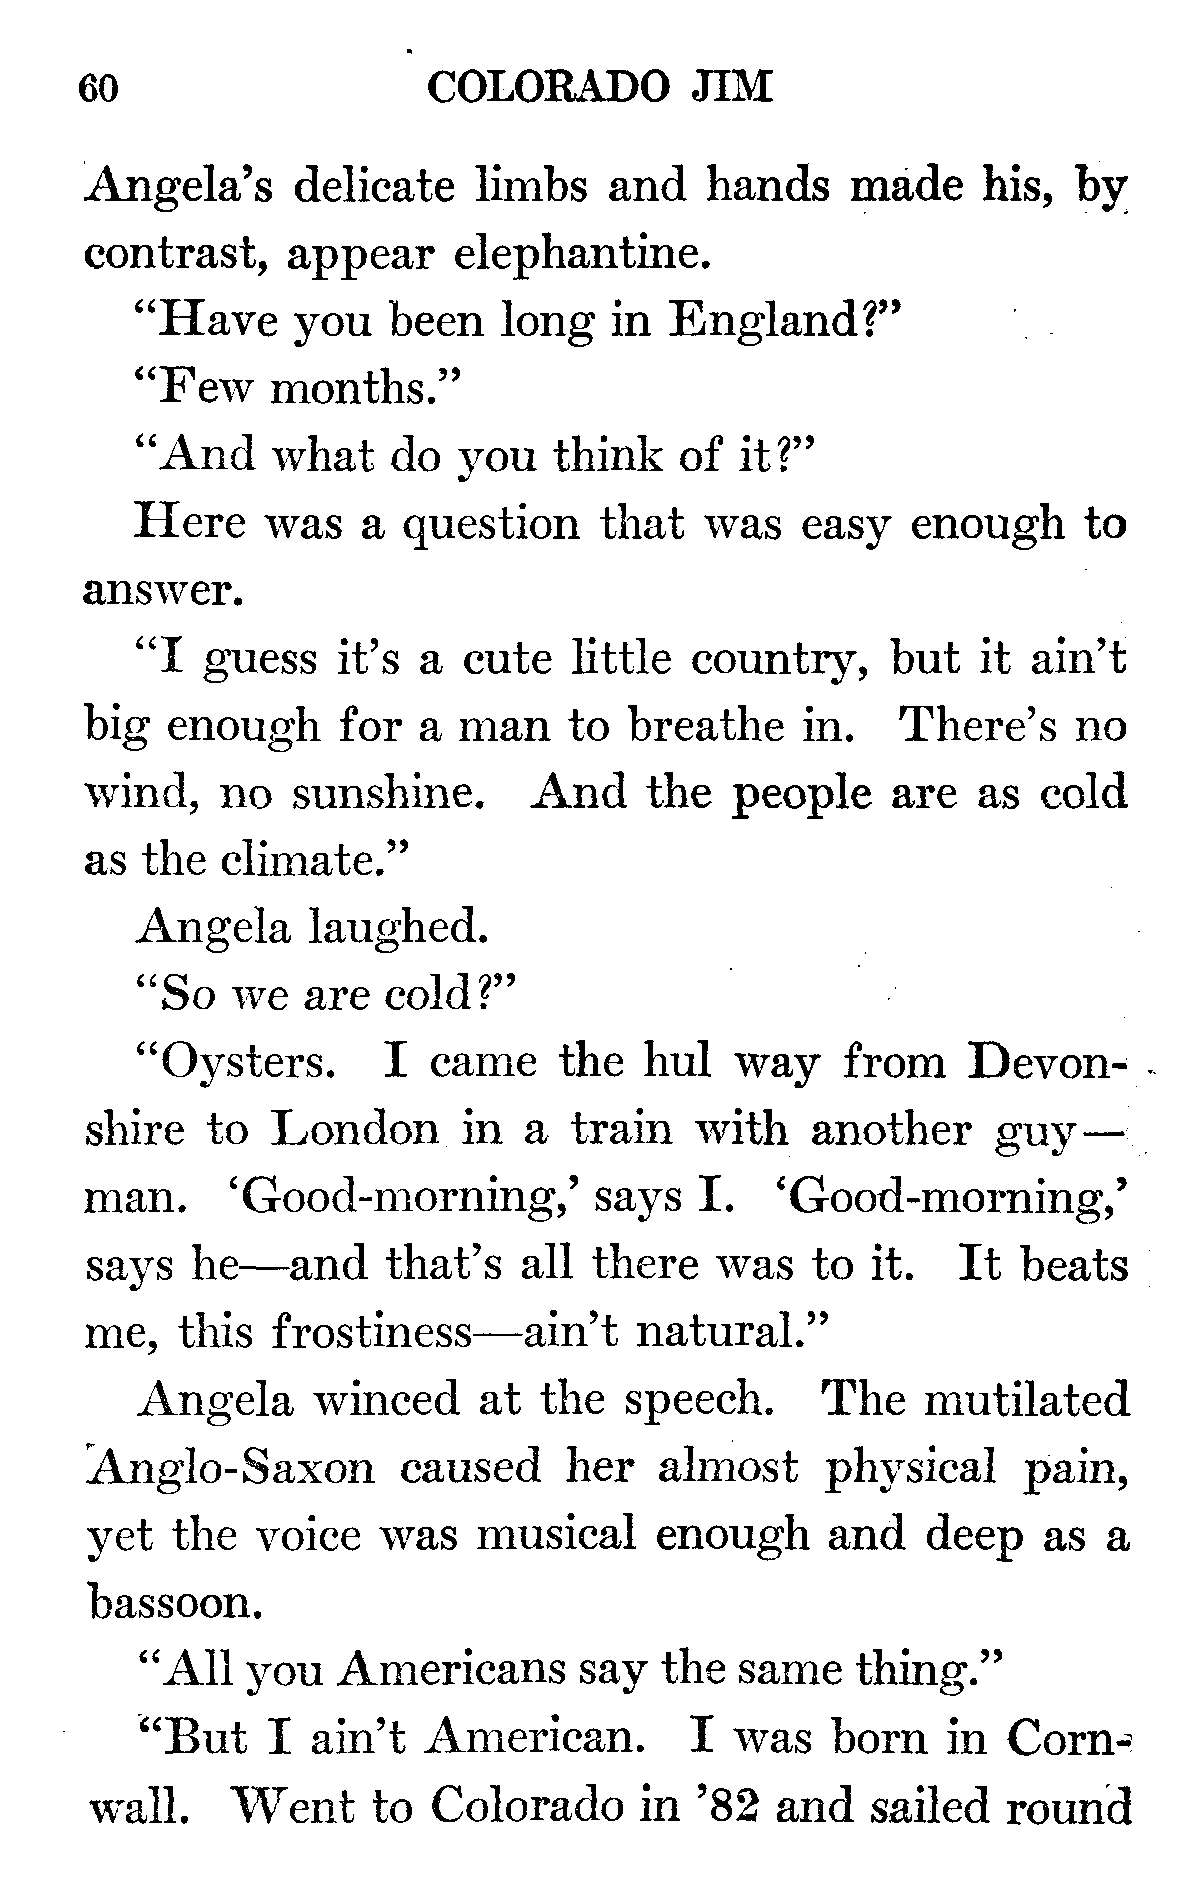 60 COLORADO JIM
Angela's delicate limbs and hands made his, by
contrast, appear elephantine.
“Have you been long in England?”
“Few months.”
“And what do you think of it?”
Here was a question that was easy enough to
answer.
“I guess it's a cute little country, but it ain't
big enough for a man to breathe in. There's no
wind, no sunshine. And the people are as cold
as the climate.”
Angela laughed.
“So we are cold?”
“Oysters. I came the hul way from Devon-
shire to London in a train with another guy—
man. ‘Good-morning,’ says I. ‘Good-morning,’
says he—and that's all there was to it. It beats
me, this frostiness—ain't natural.”
Angela winced at the speech. The mutilated
Anglo-Saxon caused her almost physical pain,
yet the voice was musical enough and deep as a
bassoon.
“All you Americans say the same thing.”
“But I ain't American. I was born in Corn-
wall. Went to Colorado in '82 and sailed round